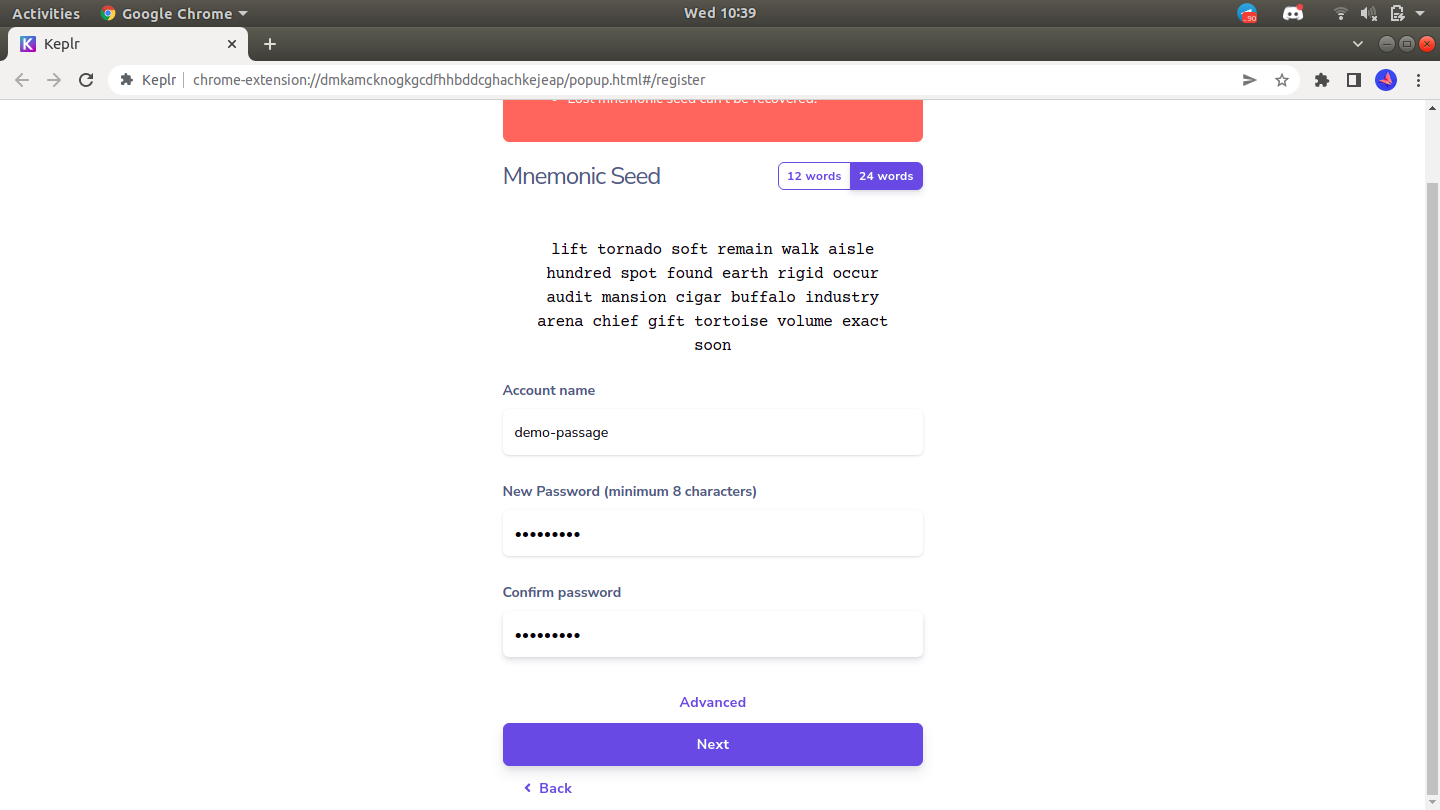 Activities Google Chrome Wed 10:39 90
Keplr
Keplr chrome-extension://dmkamcknogkgcdfhhbddcghachkejeap/popup.html#/register
Lost mnemonic seed can't be recovered.
Mnemonic Seed 12 words 24 words
lift tornado soft remain walk aisle
hundred spot found earth rigid occur
audit mansion cigar buffalo industry
arena chief gift tortoise volume exact
soon
Account name
demo-passage
New Password (minimum 8 characters)
•••••••••
Confirm password
•••••••••
Advanced
Next
Back